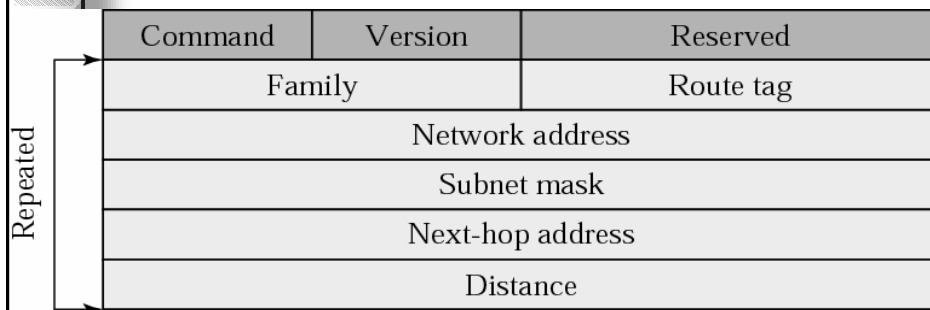 Command Version Reserved
Family Route tag
Network address
Subnet mask
Next-hop address
Distance
Repeated